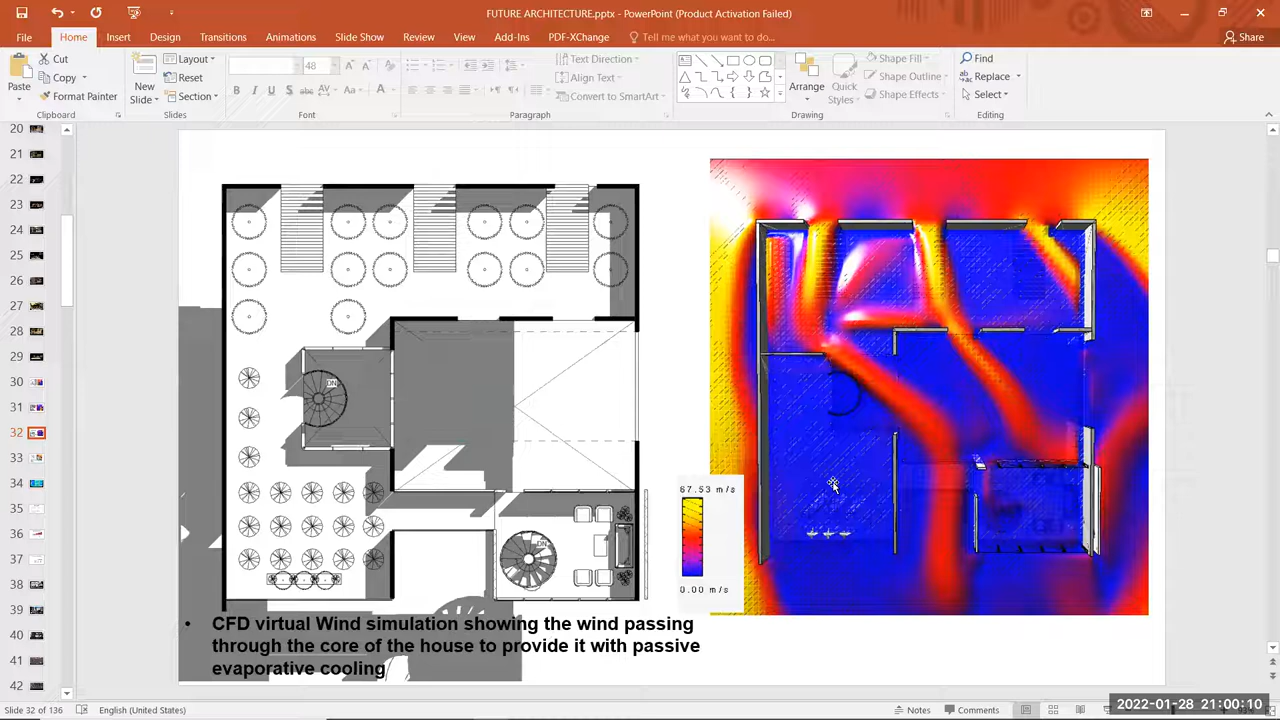 FUTURE ARCHITECTURE.pptx - PowerPoint (Product Activation Failed)
File Home Insert Design Transitions Animations Slide Show Review View Add-Ins PDF-XChange Tell me what you want to do... Share
Cut
Copy
Format Painter
Paste
Clipboard
New Slide
Layout
Reset
Section
Slides
48
B I U S abc AV Aa A
Font
Text Direction
Align Text
Convert to SmartArt
Paragraph
Arrange
Quick Styles
Shape Fill
Shape Outline
Shape Effects
Drawing
Find
Replace
Select
Editing
20
21
22
23
24
25
26
27
28
29
30
31
32
33
34
35
36
37
38
39
40
41
42
DN
DN
67.53 m/s
0.00 m/s
• CFD virtual Wind simulation showing the wind passing
through the core of the house to provide it with passive
evaporative cooling
Slide 32 of 136 English (United States) Notes Comments
2022-01-28 21:00:10